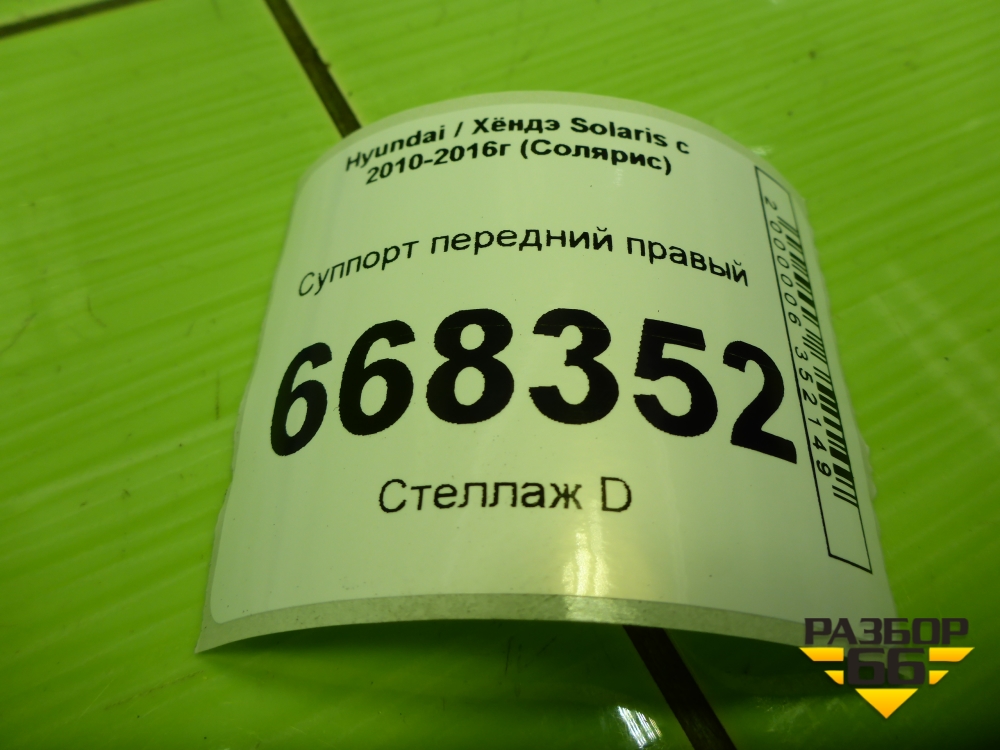 Hyundai / Хёндэ Solaris с
2010-2016г (Солярис)
Суппорт передний правый
668352
Стеллаж D
2000006352149
РАЗБОР
66